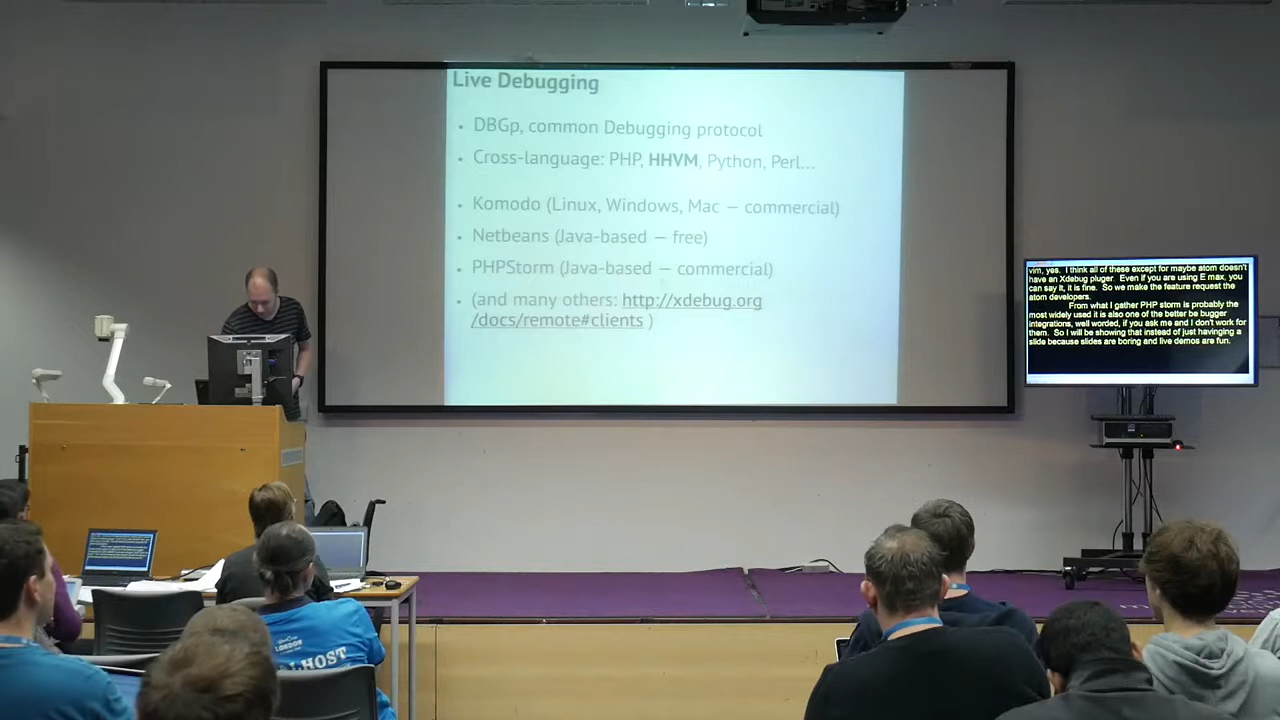 Live Debugging
• DBGp, common Debugging protocol
• Cross-language: PHP, HHVM, Python, Perl...
• Komodo (Linux, Windows, Mac — commercial)
• Netbeans (Java-based — free)
• PHPStorm (Java-based — commercial)
• (and many others: http://xdebug.org
/docs/remote#clients )
vim, yes. I think all of these except for maybe atom doesn't
have an Xdebug pluger. Even if you are using E max, you
can say it, it is fine. So we make the feature request the
atom developers.
From what I gather PHP storm is probably the
most widely used it is also one of the better be bugger
integrations, well worded, if you ask me and I don't work for
them. So I will be showing that instead of just havinging a
slide because slides are boring and live demos are fun.
LONDON